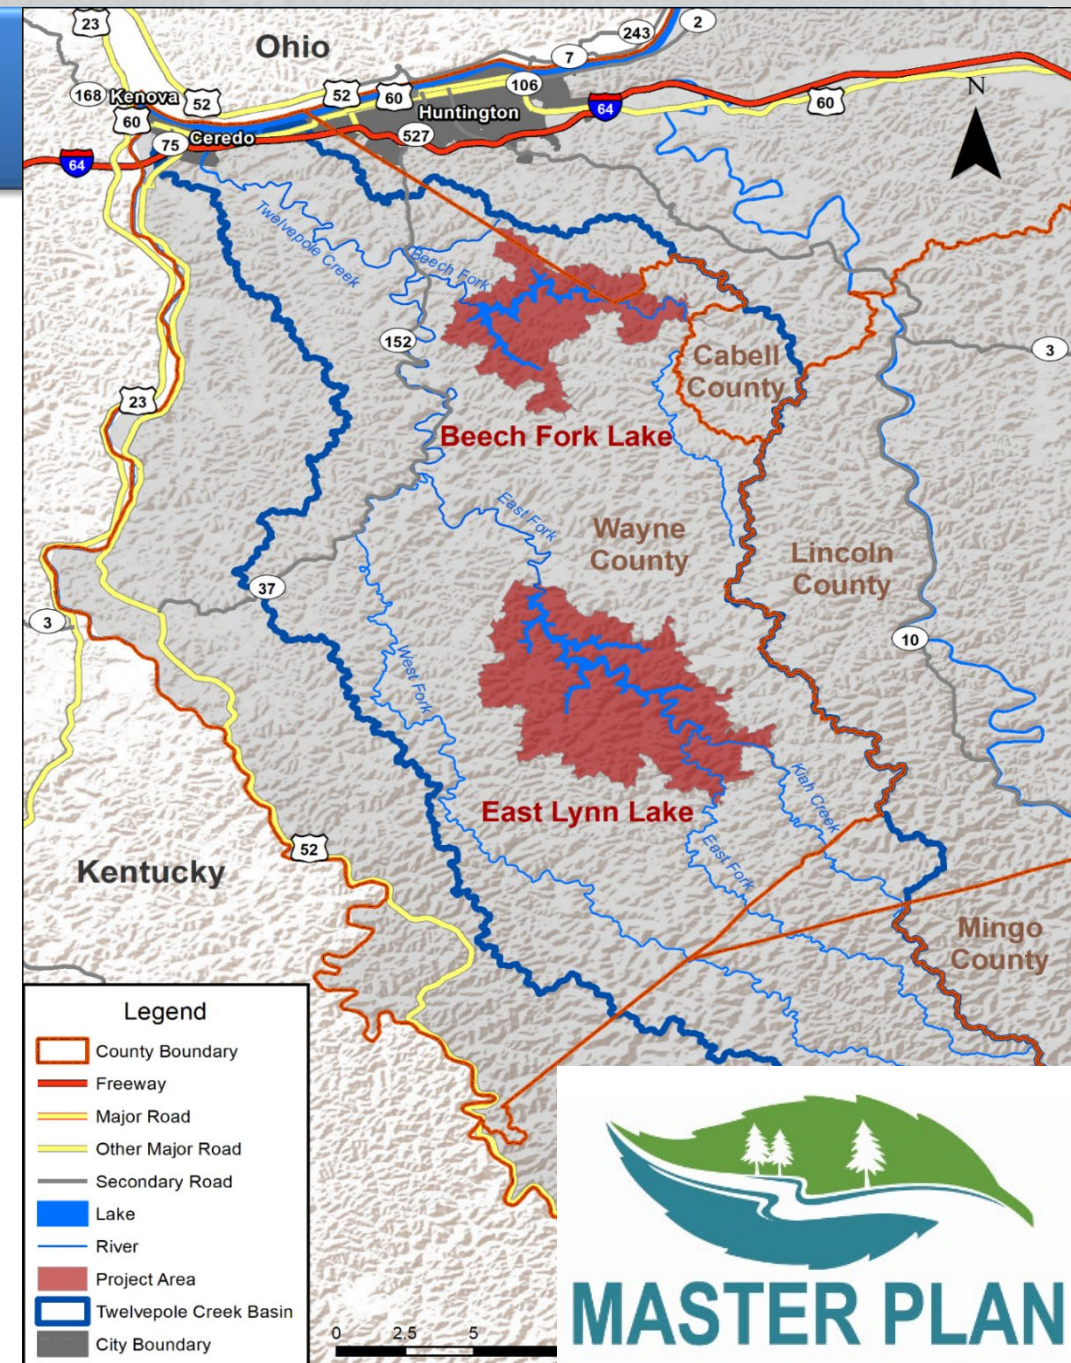 23
Ohio
243
2
7
168
Kenova
52
52
60
106
60
Huntington
64
60
N
75
Ceredo
527
64
Twelvepole Creek
Beech Fork
152
Cabell
County
3
23
Beech Fork Lake
East Fork
Wayne
County
Lincoln
County
37
3
10
West Fork
Kiah Creek
East Lynn Lake
52
East Fork
Kentucky
Mingo
County
Legend
County Boundary
Freeway
Major Road
Other Major Road
Secondary Road
Lake
River
Project Area
Twelvepole Creek Basin
City Boundary
0 2.5 5
MASTER PLAN